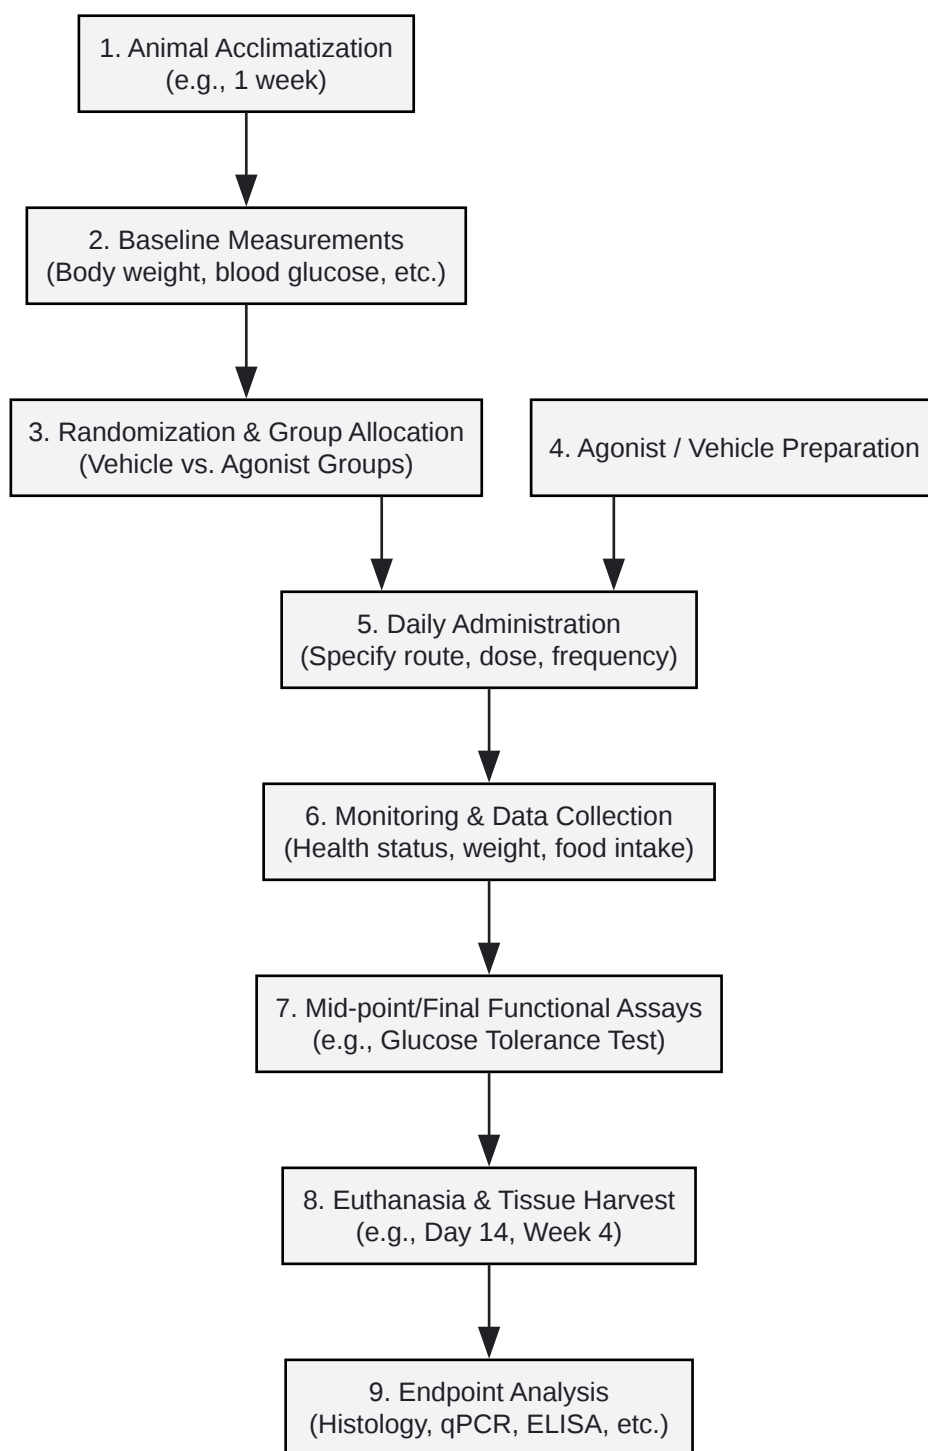 1. Animal Acclimatization
(e.g., 1 week)
2. Baseline Measurements
(Body weight, blood glucose, etc.)
3. Randomization & Group Allocation
(Vehicle vs. Agonist Groups)
4. Agonist / Vehicle Preparation
5. Daily Administration
(Specify route, dose, frequency)
6. Monitoring & Data Collection
(Health status, weight, food intake)
7. Mid-point/Final Functional Assays
(e.g., Glucose Tolerance Test)
8. Euthanasia & Tissue Harvest
(e.g., Day 14, Week 4)
9. Endpoint Analysis
(Histology, qPCR, ELISA, etc.)